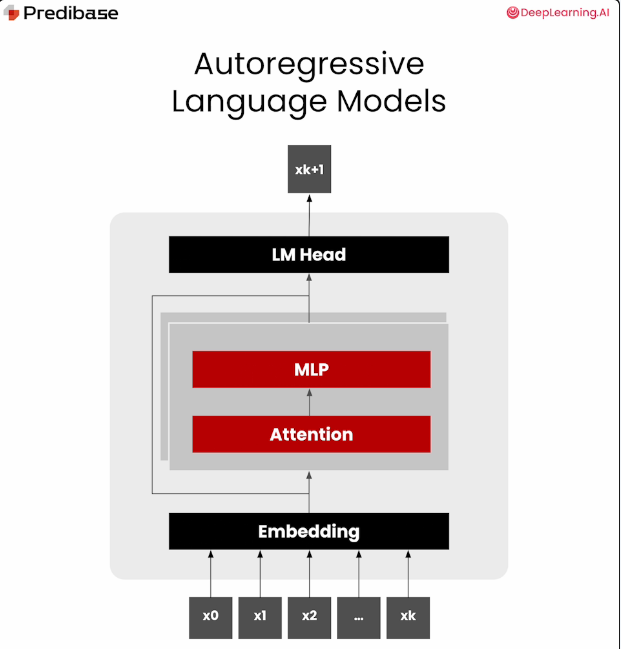 Predibase
DeepLearning.AI
Autoregressive
Language Models
xk+1
LM Head
MLP
Attention
Embedding
x0 x1 x2 ... xk